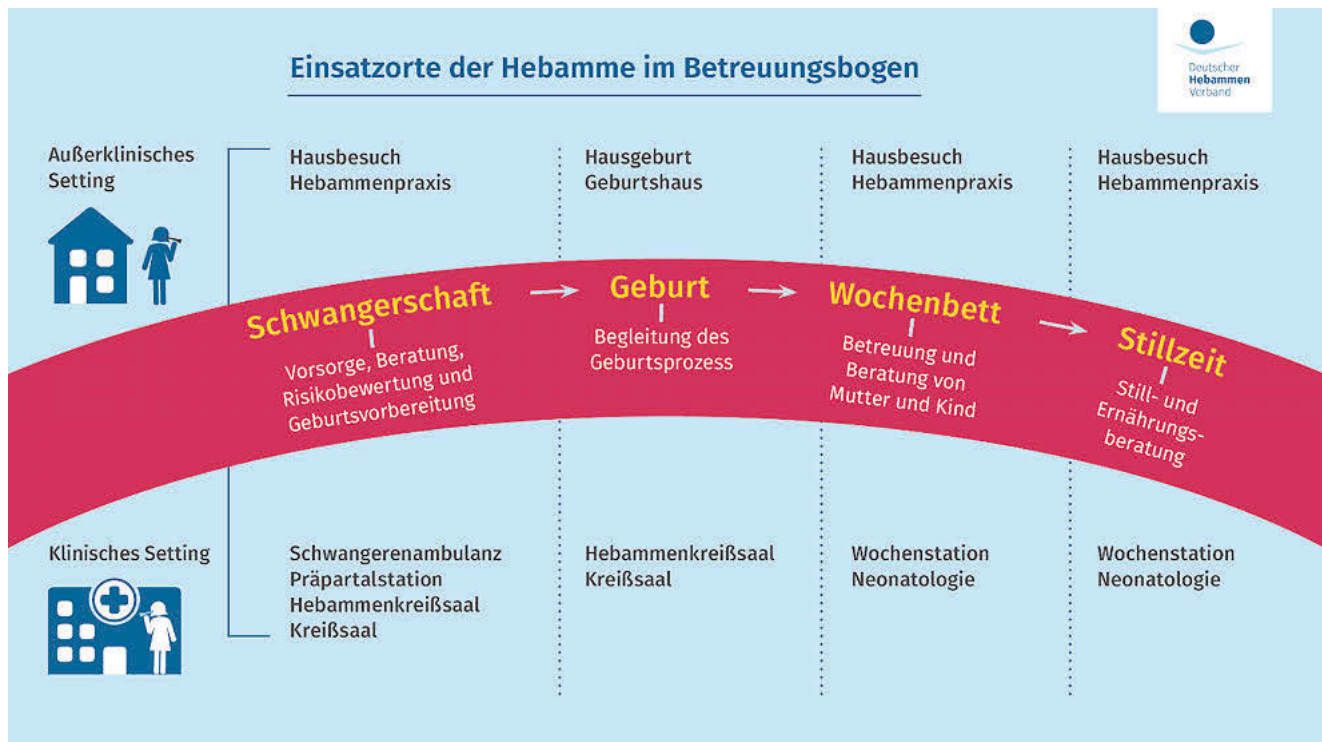 Einsatzorte der Hebamme im Betreuungsbogen
Deutscher
Hebammen
Verband
Außerklinisches
Setting
Hausbesuch
Hebammenpraxis
Hausgeburt
Geburtshaus
Hausbesuch
Hebammenpraxis
Hausbesuch
Hebammenpraxis
Schwangerschaft
Vorsorge, Beratung,
Risikobewertung und
Geburtsvorbereitung
Geburt
Begleitung des
Geburtsprozess
Wochenbett
Betreuung und
Beratung von
Mutter und Kind
Stillzeit
Still- und
Ernährungs-
beratung
Klinisches Setting
Schwangerenambulanz
Präpartalstation
Hebammenkreißsaal
Kreißsaal
Hebammenkreißsaal
Kreißsaal
Wochenstation
Neonatologie
Wochenstation
Neonatologie